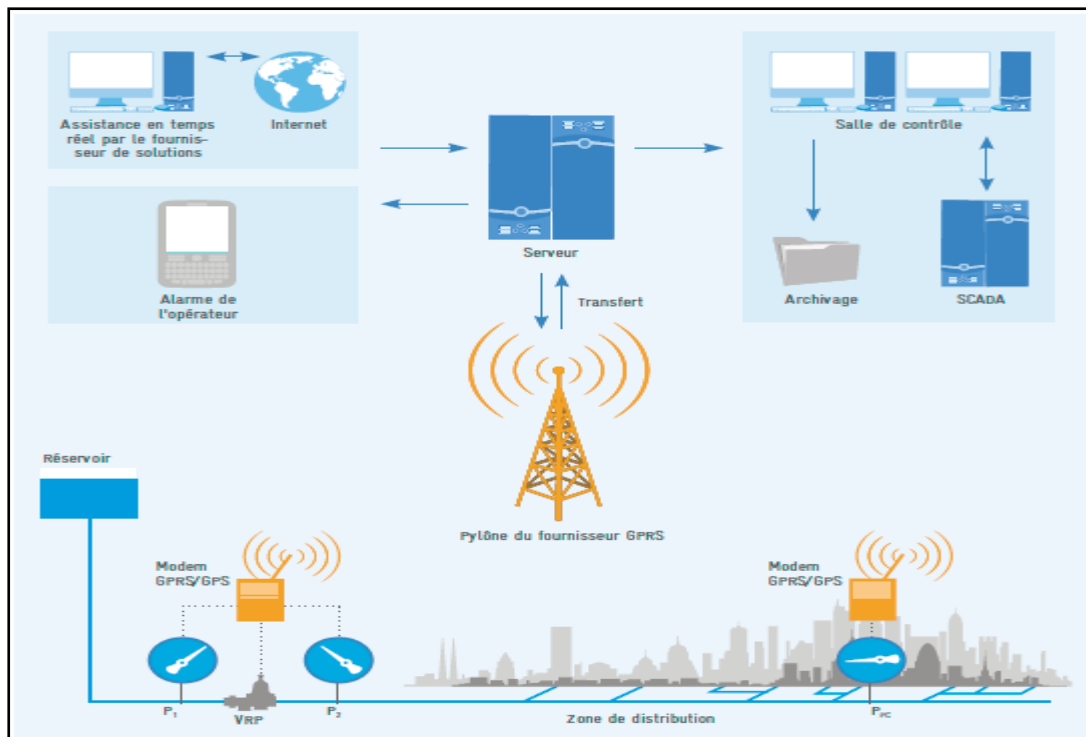 Assistance en temps
réel par le fournis-
seur de solutions
Internet
Salle de contrôle
Serveur
Alarme de
l'opérateur
Archivage
SCADA
Transfert
Réservoir
Pylône du fournisseur GPRS
Modem
GPRS/GPS
Modem
GPRS/GPS
P1
VRP
P2
Zone de distribution
PPC